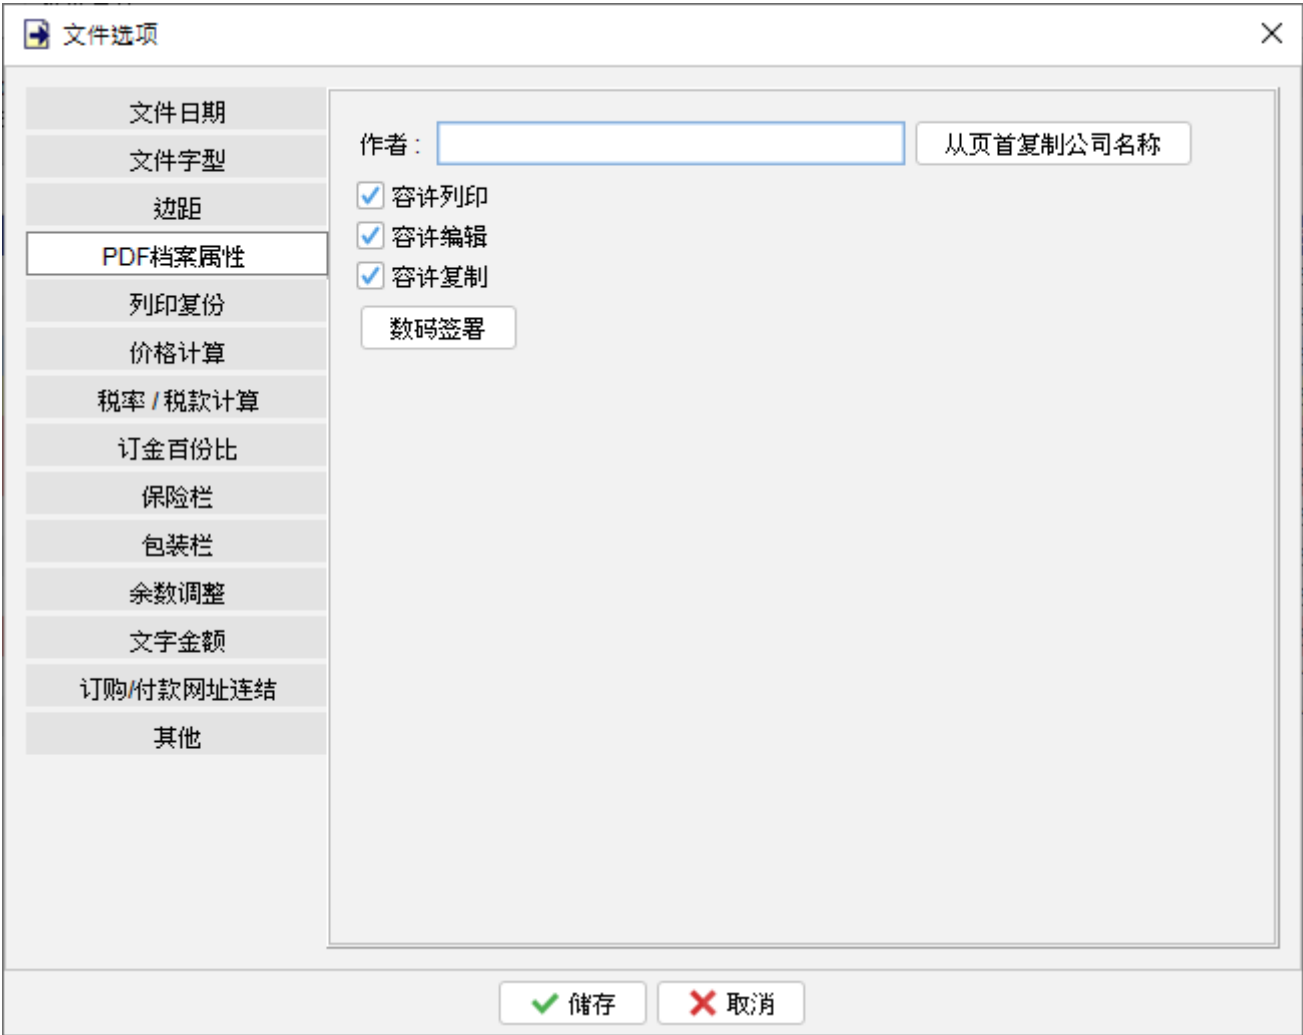 文件选项
文件日期
文件字型
边距
PDF档案属性
列印复份
价格计算
税率 / 税款计算
订金百份比
保险栏
包装栏
余数调整
文字金额
订购/付款网址连结
其他
作者 :
从页首复制公司名称
容许列印
容许编辑
容许复制
数码签署
储存
取消